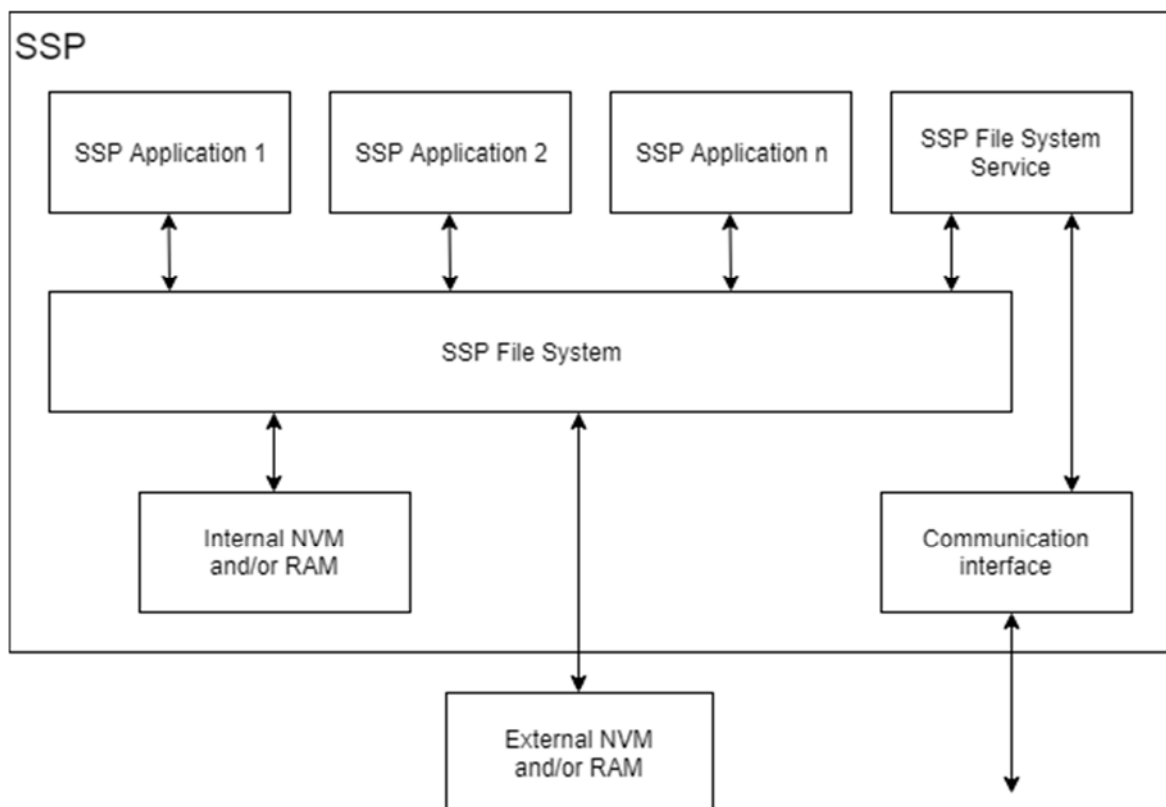 SSP
SSP Application 1
SSP Application 2
SSP Application n
SSP File System
Service
SSP File System
Internal NVM
and/or RAM
Communication
interface
External NVM
and/or RAM